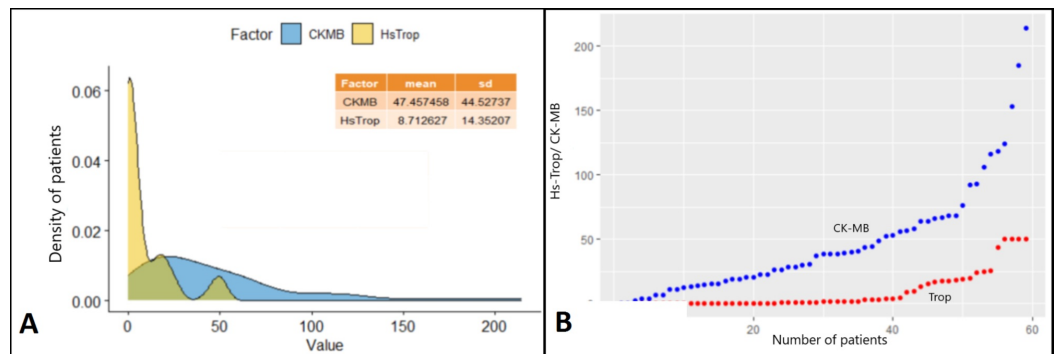 Factor CKMB HsTrop
Factor mean sd
CKMB 47.457458 44.52737
HsTrop 8.712627 14.35207
Density of patients
0.06
0.04
0.02
0.00
0 50 100 150 200
Value
A
Hs-Trop/ CK-MB
200
150
100
50
CK-MB
Trop
20 40 60
Number of patients
B